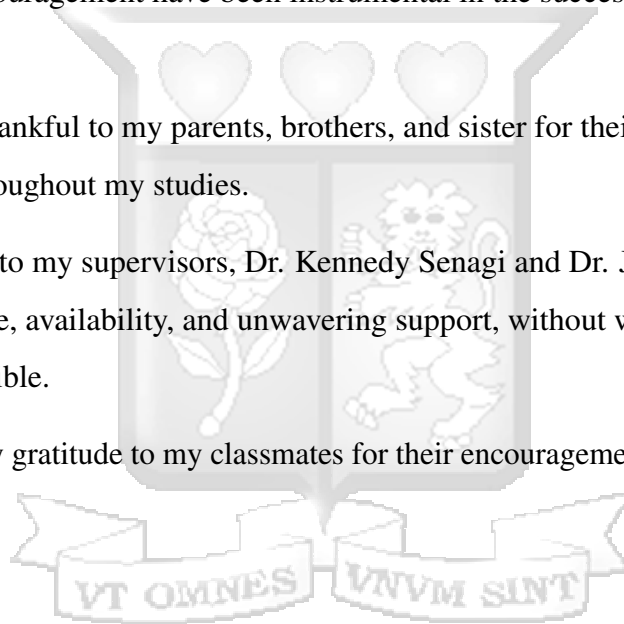 couragement have been instrumental in the succes
ankful to my parents, brothers, and sister for thei
oughout my studies.
to my supervisors, Dr. Kennedy Senagi and Dr. J
e, availability, and unwavering support, without w
ible.
gratitude to my classmates for their encourageme
VT OMNES VNVM SINT